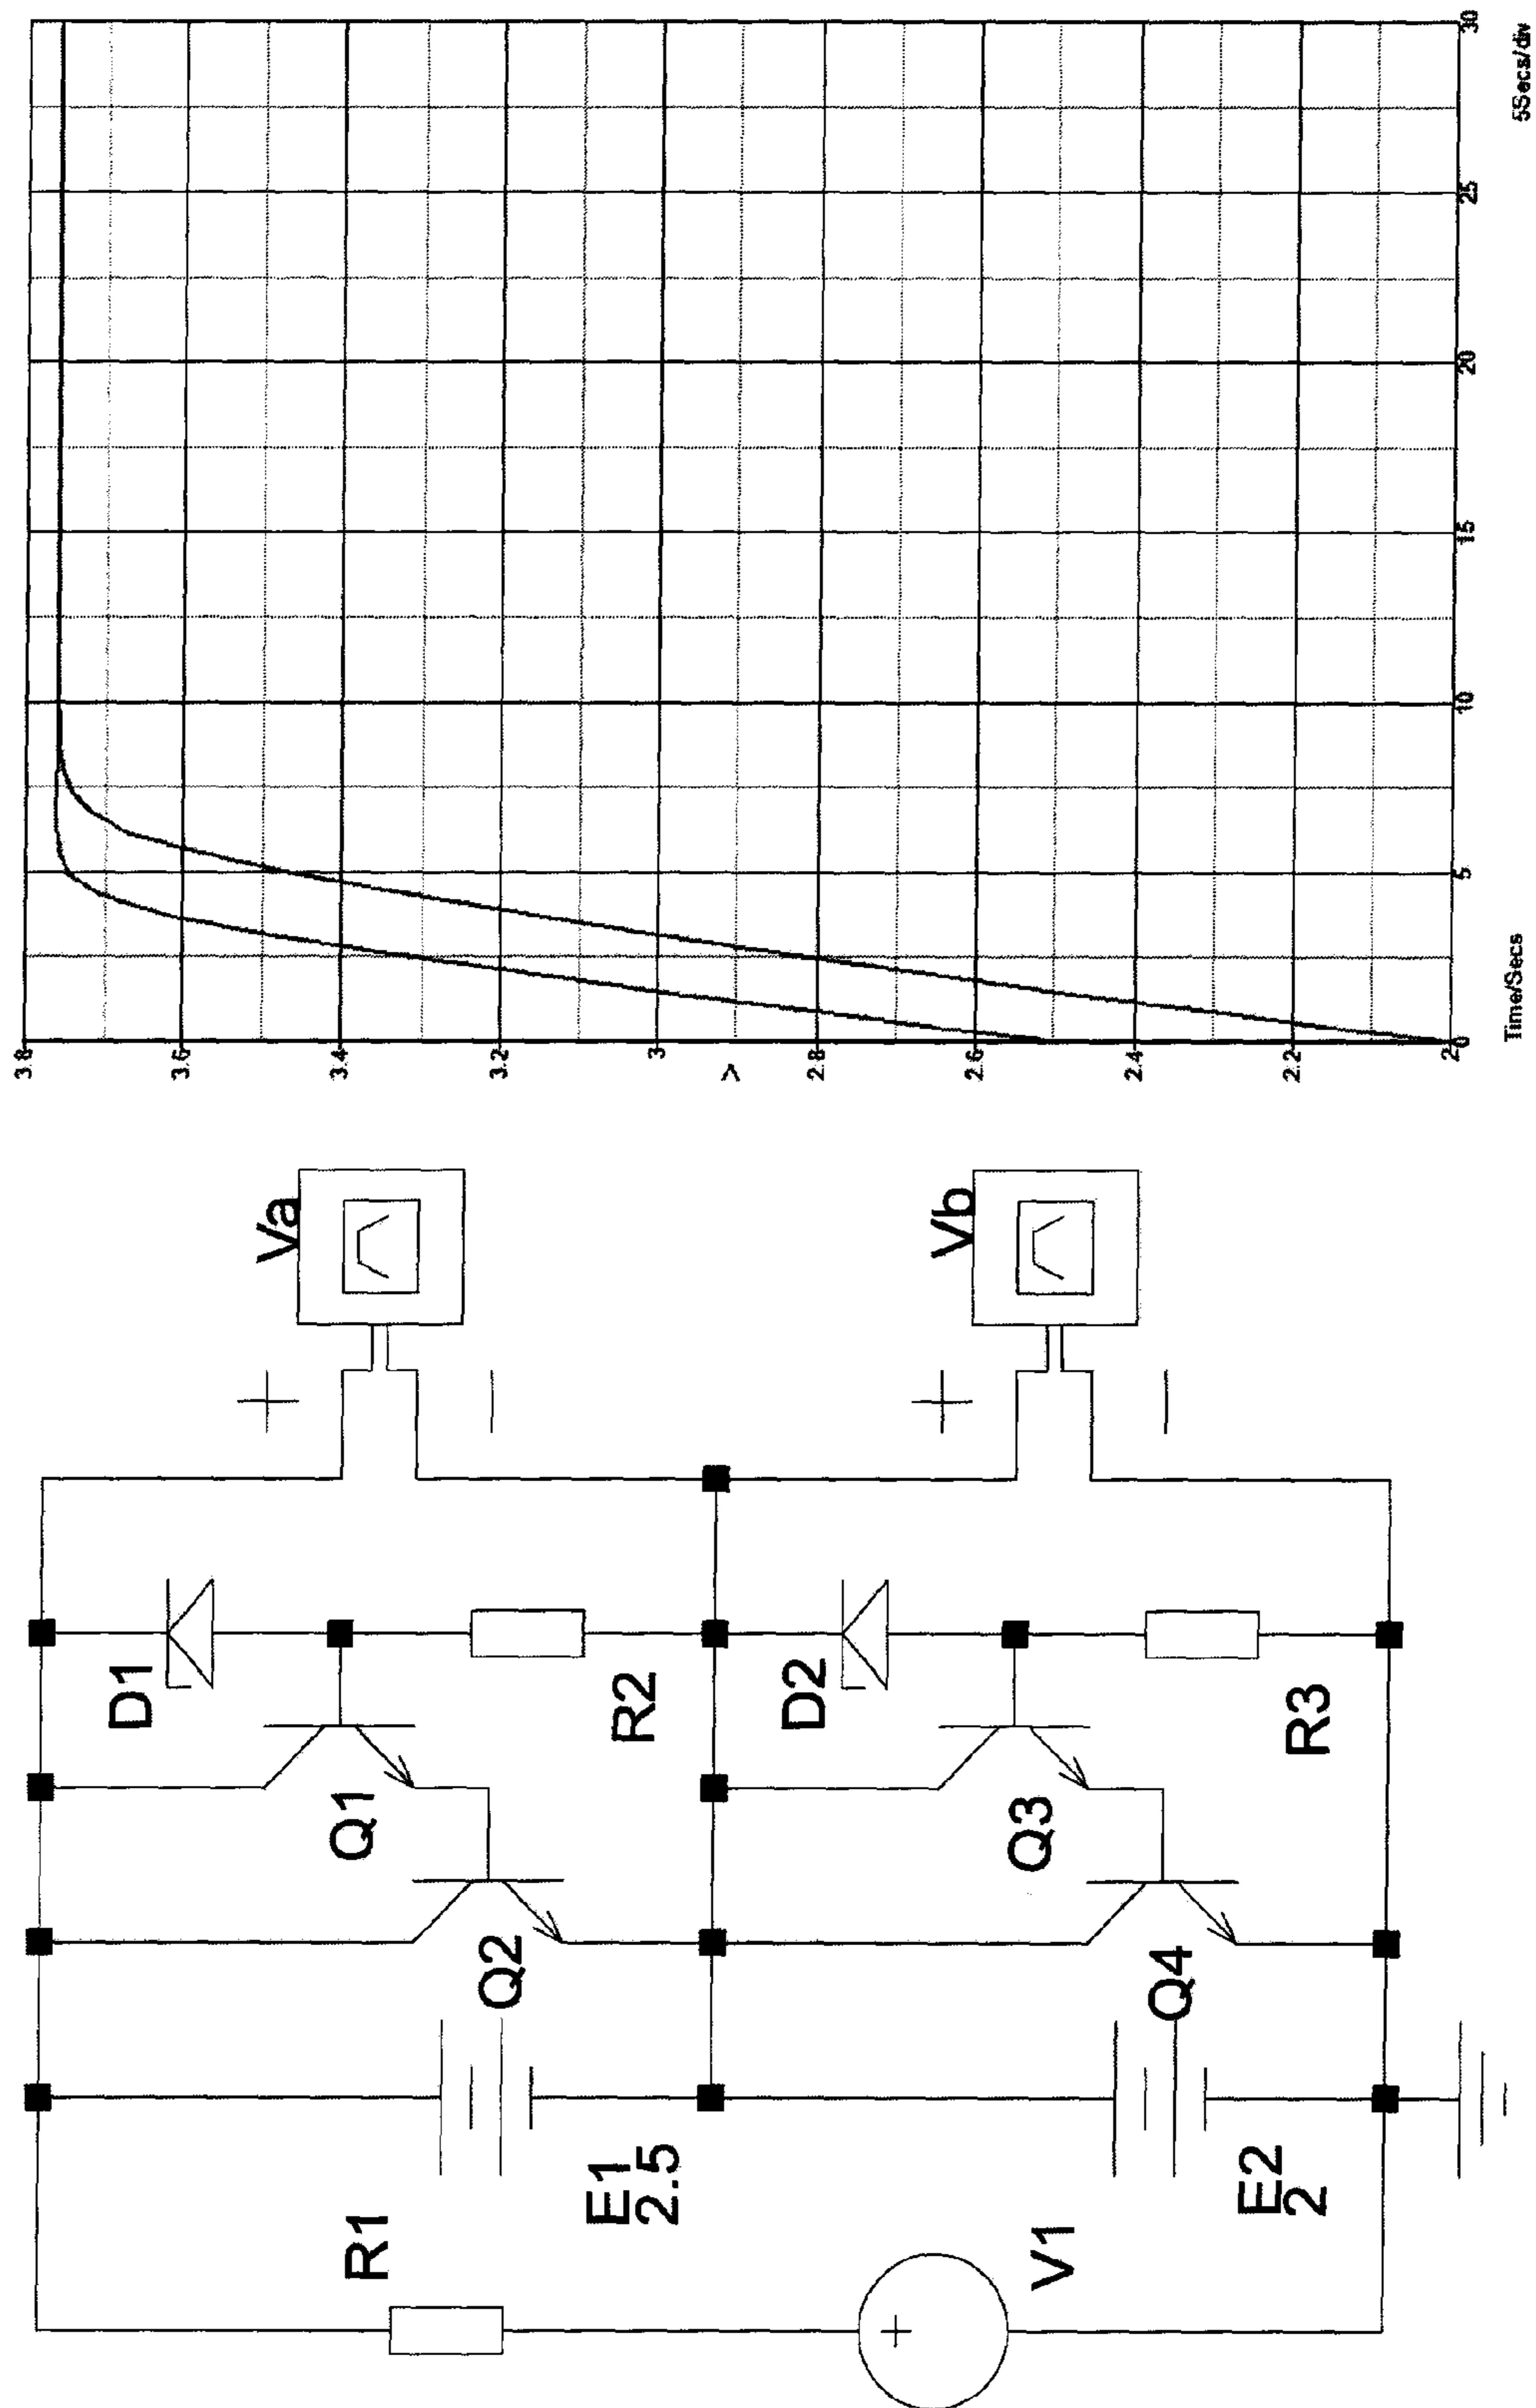 3.8
3.6
3.4
3.2
3
V
2.8
2.6
2.4
2.2
2
0
5
10
15
20
25
30
Time/Secs
5Secs/div
Va
+
–
Vb
+
–
D1
Q1
R2
D2
Q3
R3
Q2
Q4
E1
2.5
E2
2
R1
V1
+